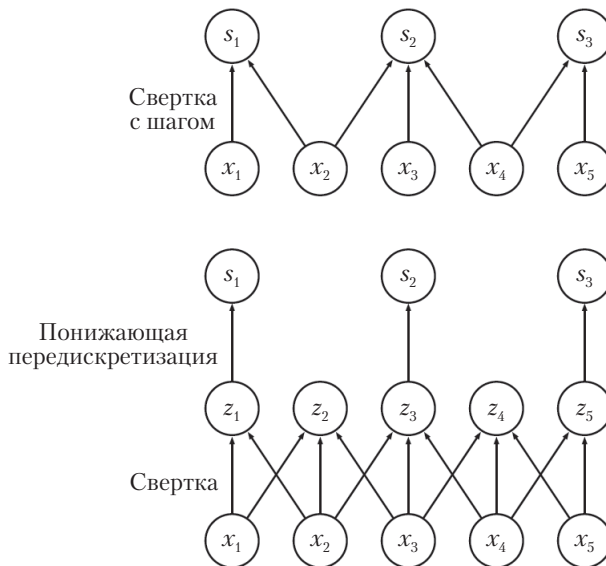 s₁ s₂ s₃
Свертка
с шагом
x₁ x₂ x₃ x₄ x₅
s₁ s₂ s₃
Понижающая
передискретизация
z₁ z₂ z₃ z₄ z₅
Свертка
x₁ x₂ x₃ x₄ x₅